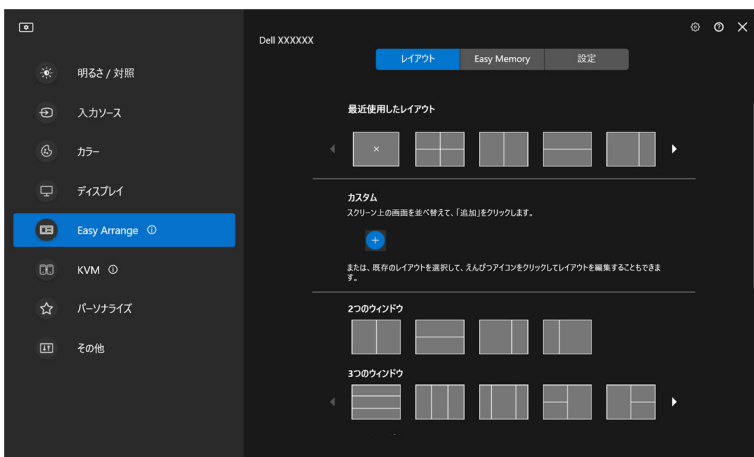 Dell XXXXXX
レイアウト
Easy Memory
設定
明るさ / 対照
入力ソース
カラー
ディスプレイ
Easy Arrange
KVM
パーソナライズ
その他
最近使用したレイアウト
カスタム
スクリーン上の画面を並べ替えて、「追加」をクリックします。
または、既存のレイアウトを選択して、えんぴつアイコンをクリックしてレイアウトを編集することもできま
す。
2つのウィンドウ
3つのウィンドウ